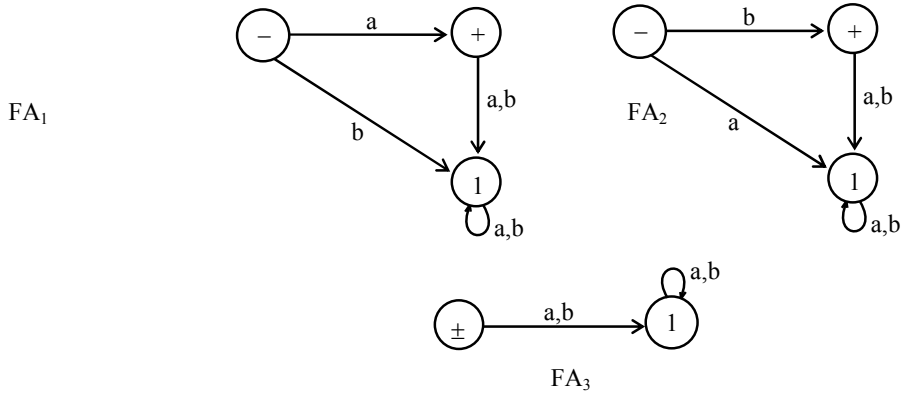 − a + − b +
FA₁ b a,b FA₂ a a,b
1 1
a,b a,b
a,b
± a,b 1
FA₃